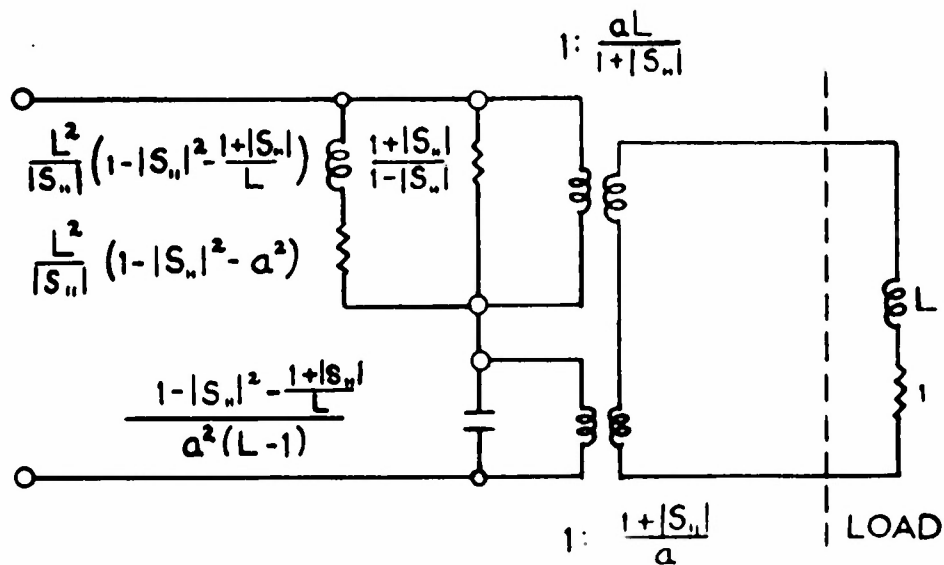 1: aL/(1+|S₁₁|)
L²/|S₁₁| (1-|S₁₁|² - (1+|S₁₁|)/L)
(1+|S₁₁|)/(1-|S₁₁|)
L²/|S₁₁| (1-|S₁₁|² - a²)
L
1
(1-|S₁₁|² - (1+|S₁₁|)/L)/(a²(L-1))
1: (1+|S₁₁|)/a
LOAD